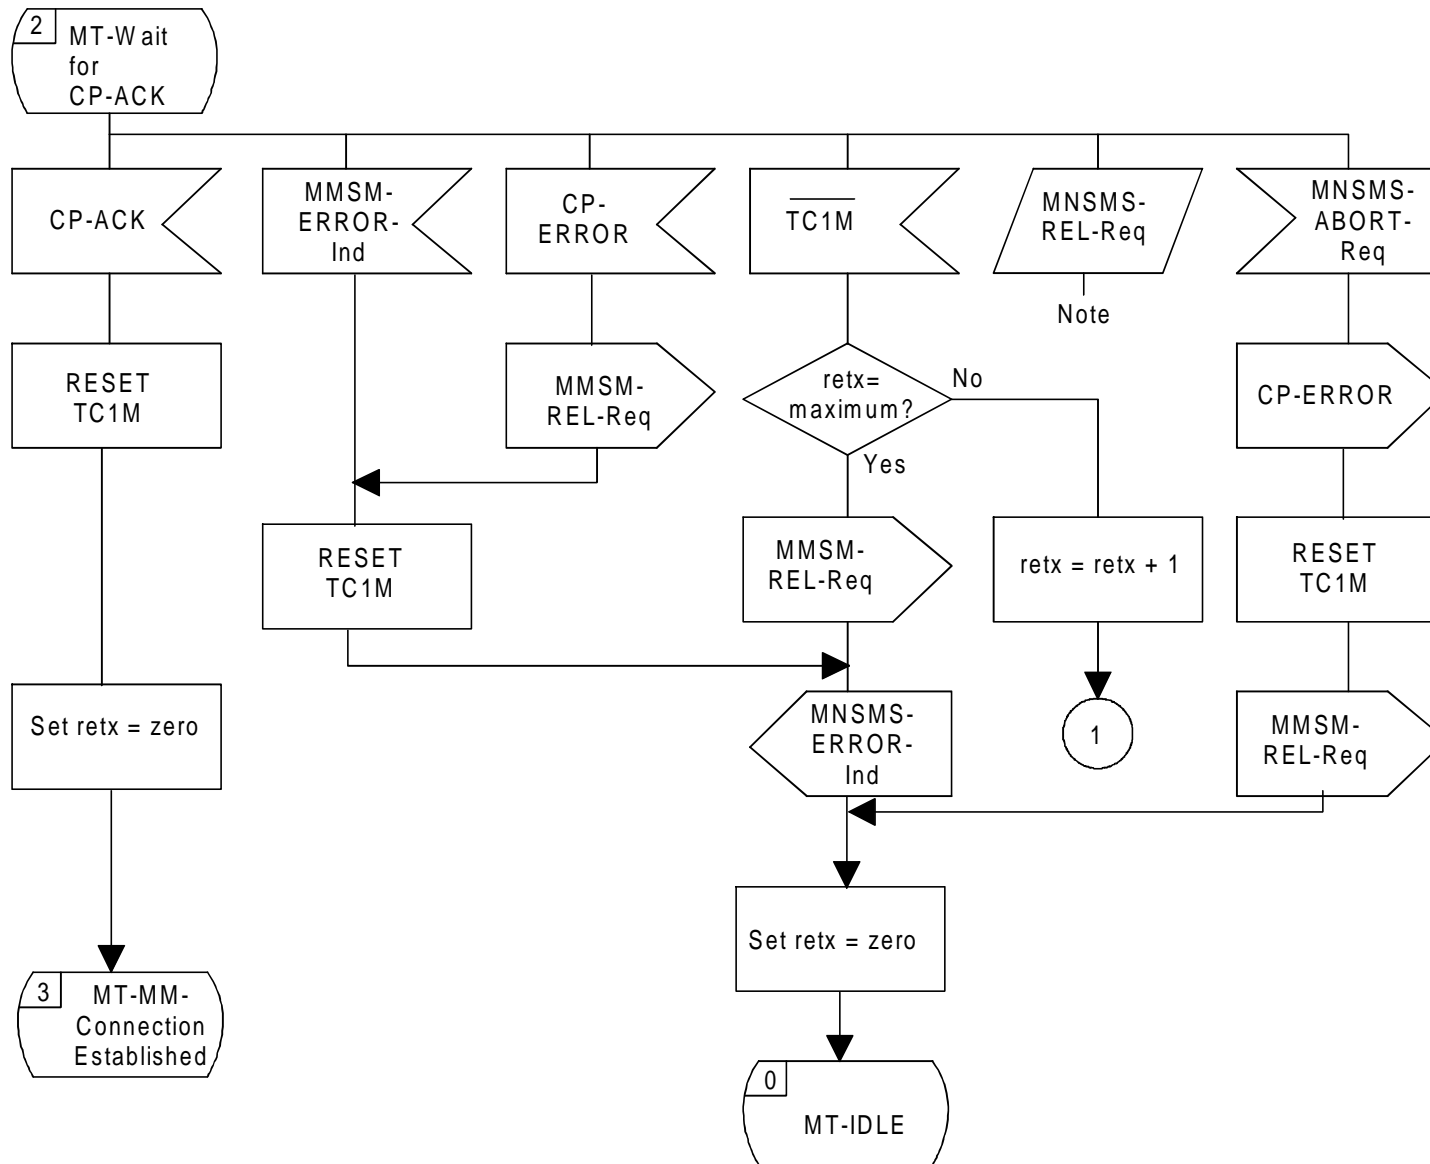 2
MT-Wait
for
CP-ACK
CP-ACK
MMSM-
ERROR-
Ind
CP-
ERROR
TC1M
MNSMS-
REL-Req
MNSMS-
ABORT-
Req
Note
RESET
TC1M
MMSM-
REL-Req
retx=
maximum?
No
Yes
CP-ERROR
RESET
TC1M
MMSM-
REL-Req
retx = retx + 1
RESET
TC1M
Set retx = zero
MNSMS-
ERROR-
Ind
1
MMSM-
REL-Req
Set retx = zero
3
MT-MM-
Connection
Established
0
MT-IDLE